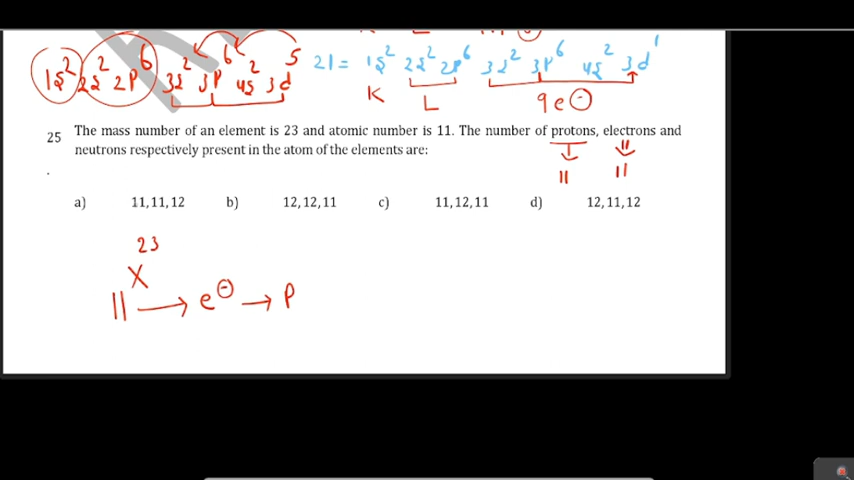 1s² 2s² 2p⁶ 3s² 3p⁶ 4s² 3d⁵ 21 = 1s² 2s² 2p⁶ 3s² 3p⁶ 4s² 3d¹
K L 9e⊖
25 The mass number of an element is 23 and atomic number is 11. The number of protons, electrons and
neutrons respectively present in the atom of the elements are:
11 11
a) 11,11,12 b) 12,12,11 c) 11,12,11 d) 12,11,12
23
X
11 → e⊖ → P